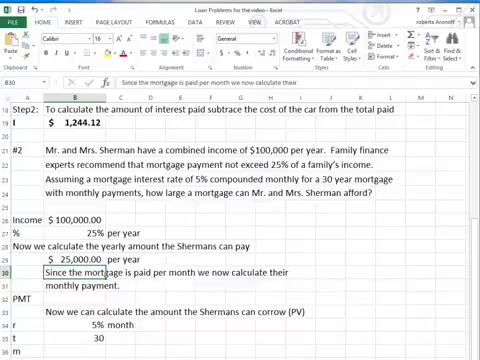 Loan Problems for the video - Excel
FILE HOME INSERT PAGE LAYOUT FORMULAS DATA REVIEW VIEW ACROBAT
roberta Aronoff
Calibri 11
General
Paste
B I U
$ % ,
Conditional Formatting
Format as Table
Cell Styles
Insert
Delete
Format
Sort & Filter
Find & Select
Clipboard Font Alignment Number Styles Cells Editing
B30 fx Since the mortgage is paid per month we now calculate their
A B C D E F G H I J K L M N
18 Step2: To calculate the amount of interest paid subtrace the cost of the car from the total paid
19 I $ 1,244.12
20
21 #2 Mr. and Mrs. Sherman have a combined income of $100,000 per year. Family finance
22 experts recommend that mortgage payment not exceed 25% of a family's income.
23 Assuming a mortgage interest rate of 5% compounded monthly for a 30 year mortgage
24 with monthly payments, how large a mortgage can Mr. and Mrs. Sherman afford?
25
26 Income $ 100,000.00
27 % 25% per year
28 Now we calculate the yearly amount the Shermans can pay
29 $ 25,000.00 per year
30 Since the mortgage is paid per month we now calculate their
31 monthly payment.
32 PMT
33 Now we can calculate the amount the Shermans can corrow (PV)
34 r 5% month
35 t 30
36 m